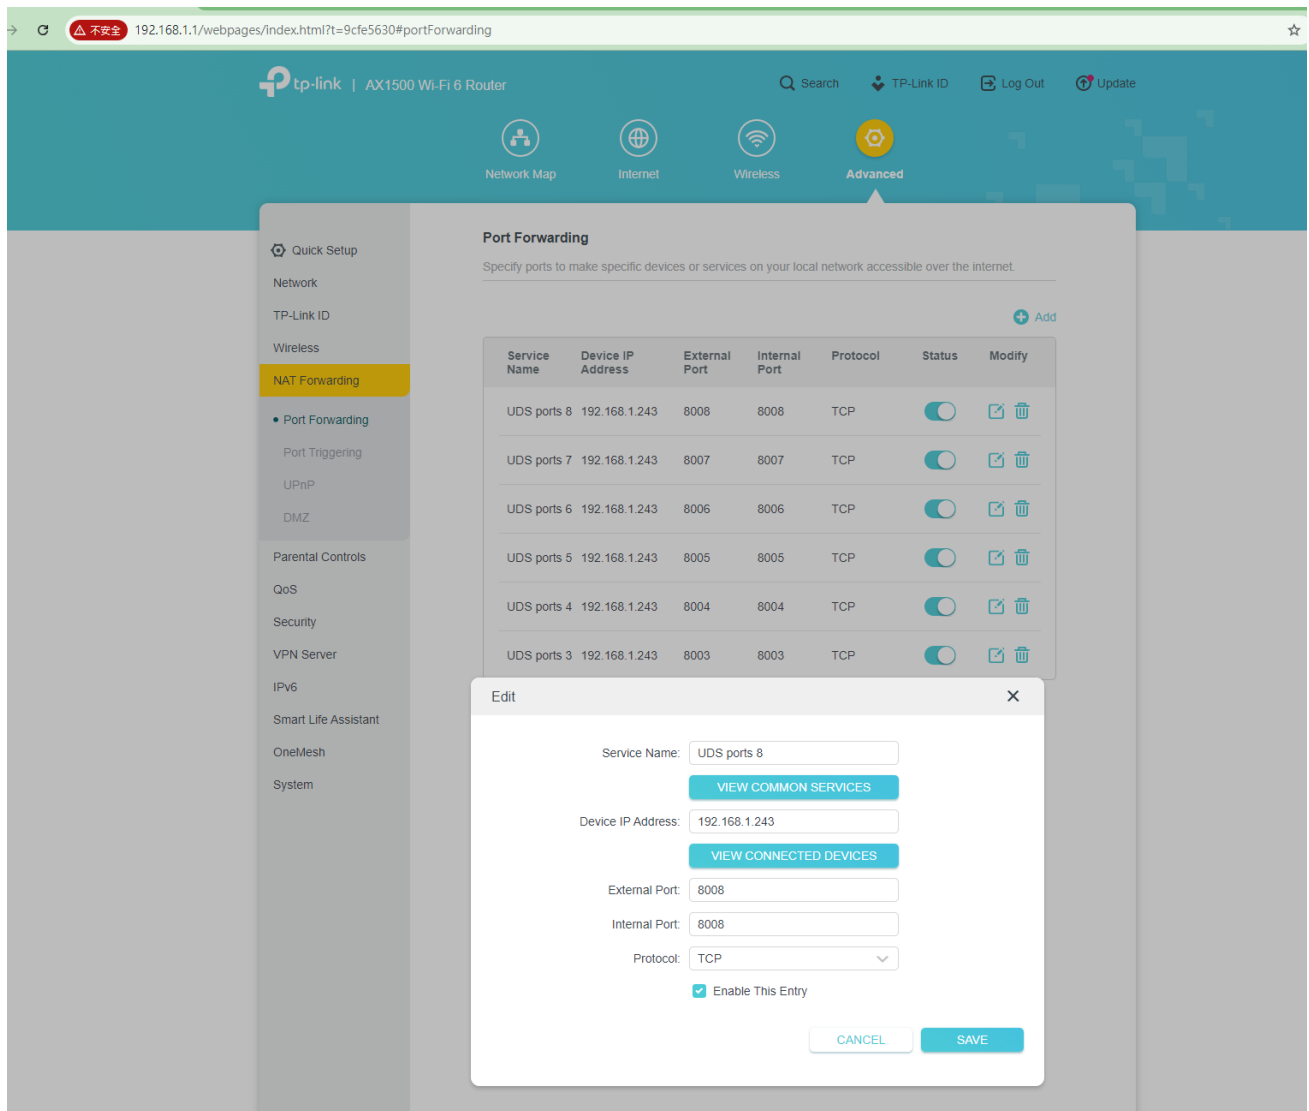 不安全 192.168.1.1/webpages/index.html?t=9cfe5630#portForwarding
tp-link | AX1500 Wi-Fi 6 Router
Search TP-Link ID Log Out Update
Network Map Internet Wireless Advanced
Quick Setup
Network
TP-Link ID
Wireless
NAT Forwarding
Port Forwarding
Port Triggering
UPnP
DMZ
Parental Controls
QoS
Security
VPN Server
IPv6
Smart Life Assistant
OneMesh
System
Port Forwarding
Specify ports to make specific devices or services on your local network accessible over the internet.
Add
Service Name Device IP Address External Port Internal Port Protocol Status Modify
UDS ports 8 192.168.1.243 8008 8008 TCP
UDS ports 7 192.168.1.243 8007 8007 TCP
UDS ports 6 192.168.1.243 8006 8006 TCP
UDS ports 5 192.168.1.243 8005 8005 TCP
UDS ports 4 192.168.1.243 8004 8004 TCP
UDS ports 3 192.168.1.243 8003 8003 TCP
Edit
Service Name: UDS ports 8
VIEW COMMON SERVICES
Device IP Address: 192.168.1.243
VIEW CONNECTED DEVICES
External Port: 8008
Internal Port: 8008
Protocol: TCP
Enable This Entry
CANCEL SAVE